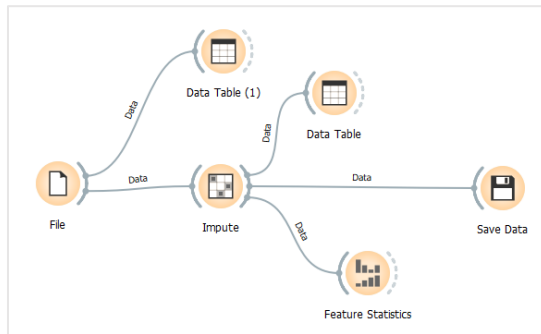 Data Table (1)
Data
Data
Data Table
Data
Data
File
Impute
Save Data
Data
Feature Statistics